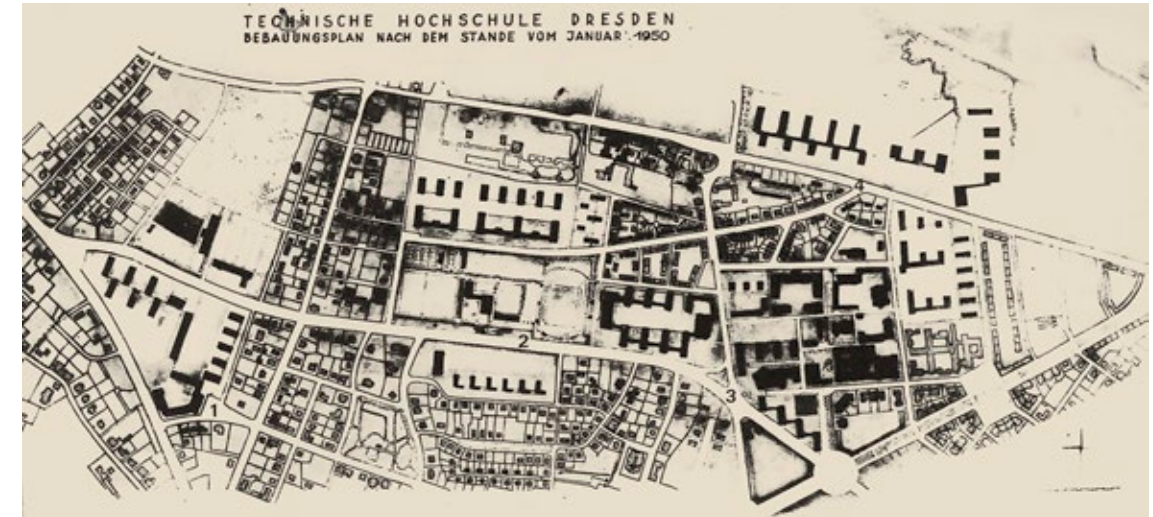 TECHNISCHE HOCHSCHULE DRESDEN
BEBAUUNGSPLAN NACH DEM STANDE VOM JANUAR 1950
4
2
3
1